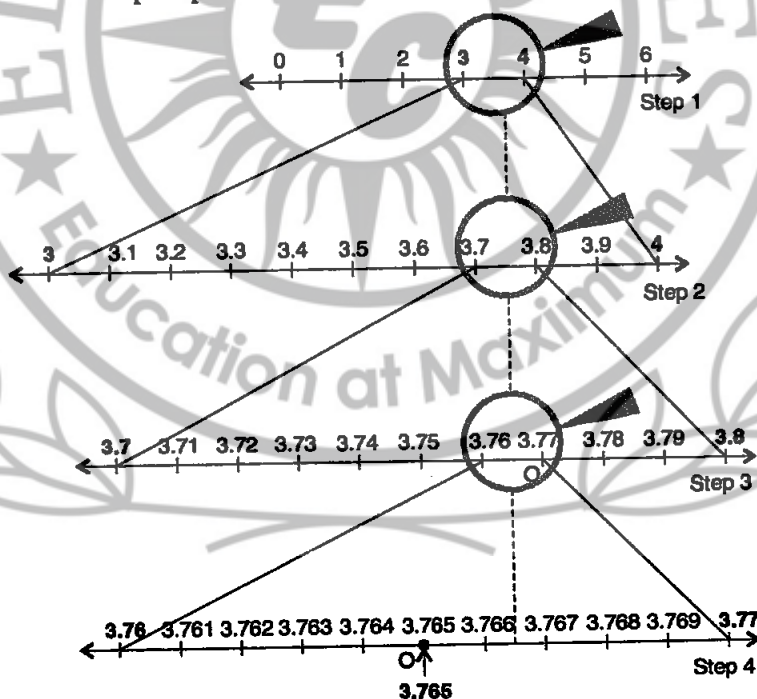 0 1 2 3 4 5 6
Step 1
3 3.1 3.2 3.3 3.4 3.5 3.6 3.7 3.8 3.9 4
Step 2
3.7 3.71 3.72 3.73 3.74 3.75 3.76 3.77 3.78 3.79 3.8
O
Step 3
3.76 3.761 3.762 3.763 3.764 3.765 3.766 3.767 3.768 3.769 3.77
O
Step 4
3.765
EC
Education at Maximum